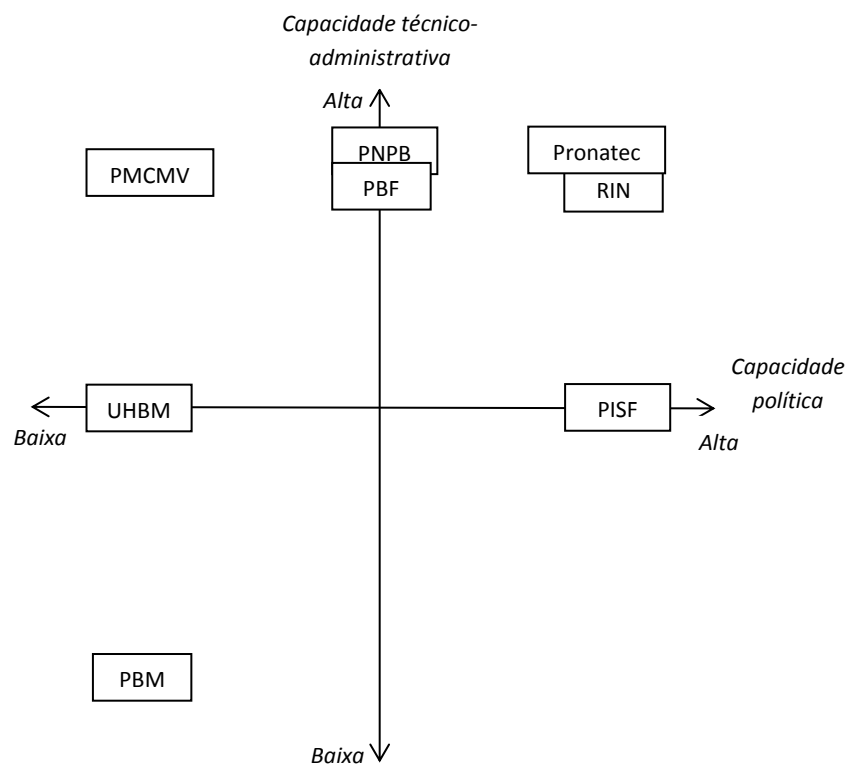 Capacidade técnico-
administrativa
Alta
PMCMV
PNPB
PBF
Pronatec
RIN
Capacidade
política
UHBM
PISF
Baixa
Alta
PBM
Baixa